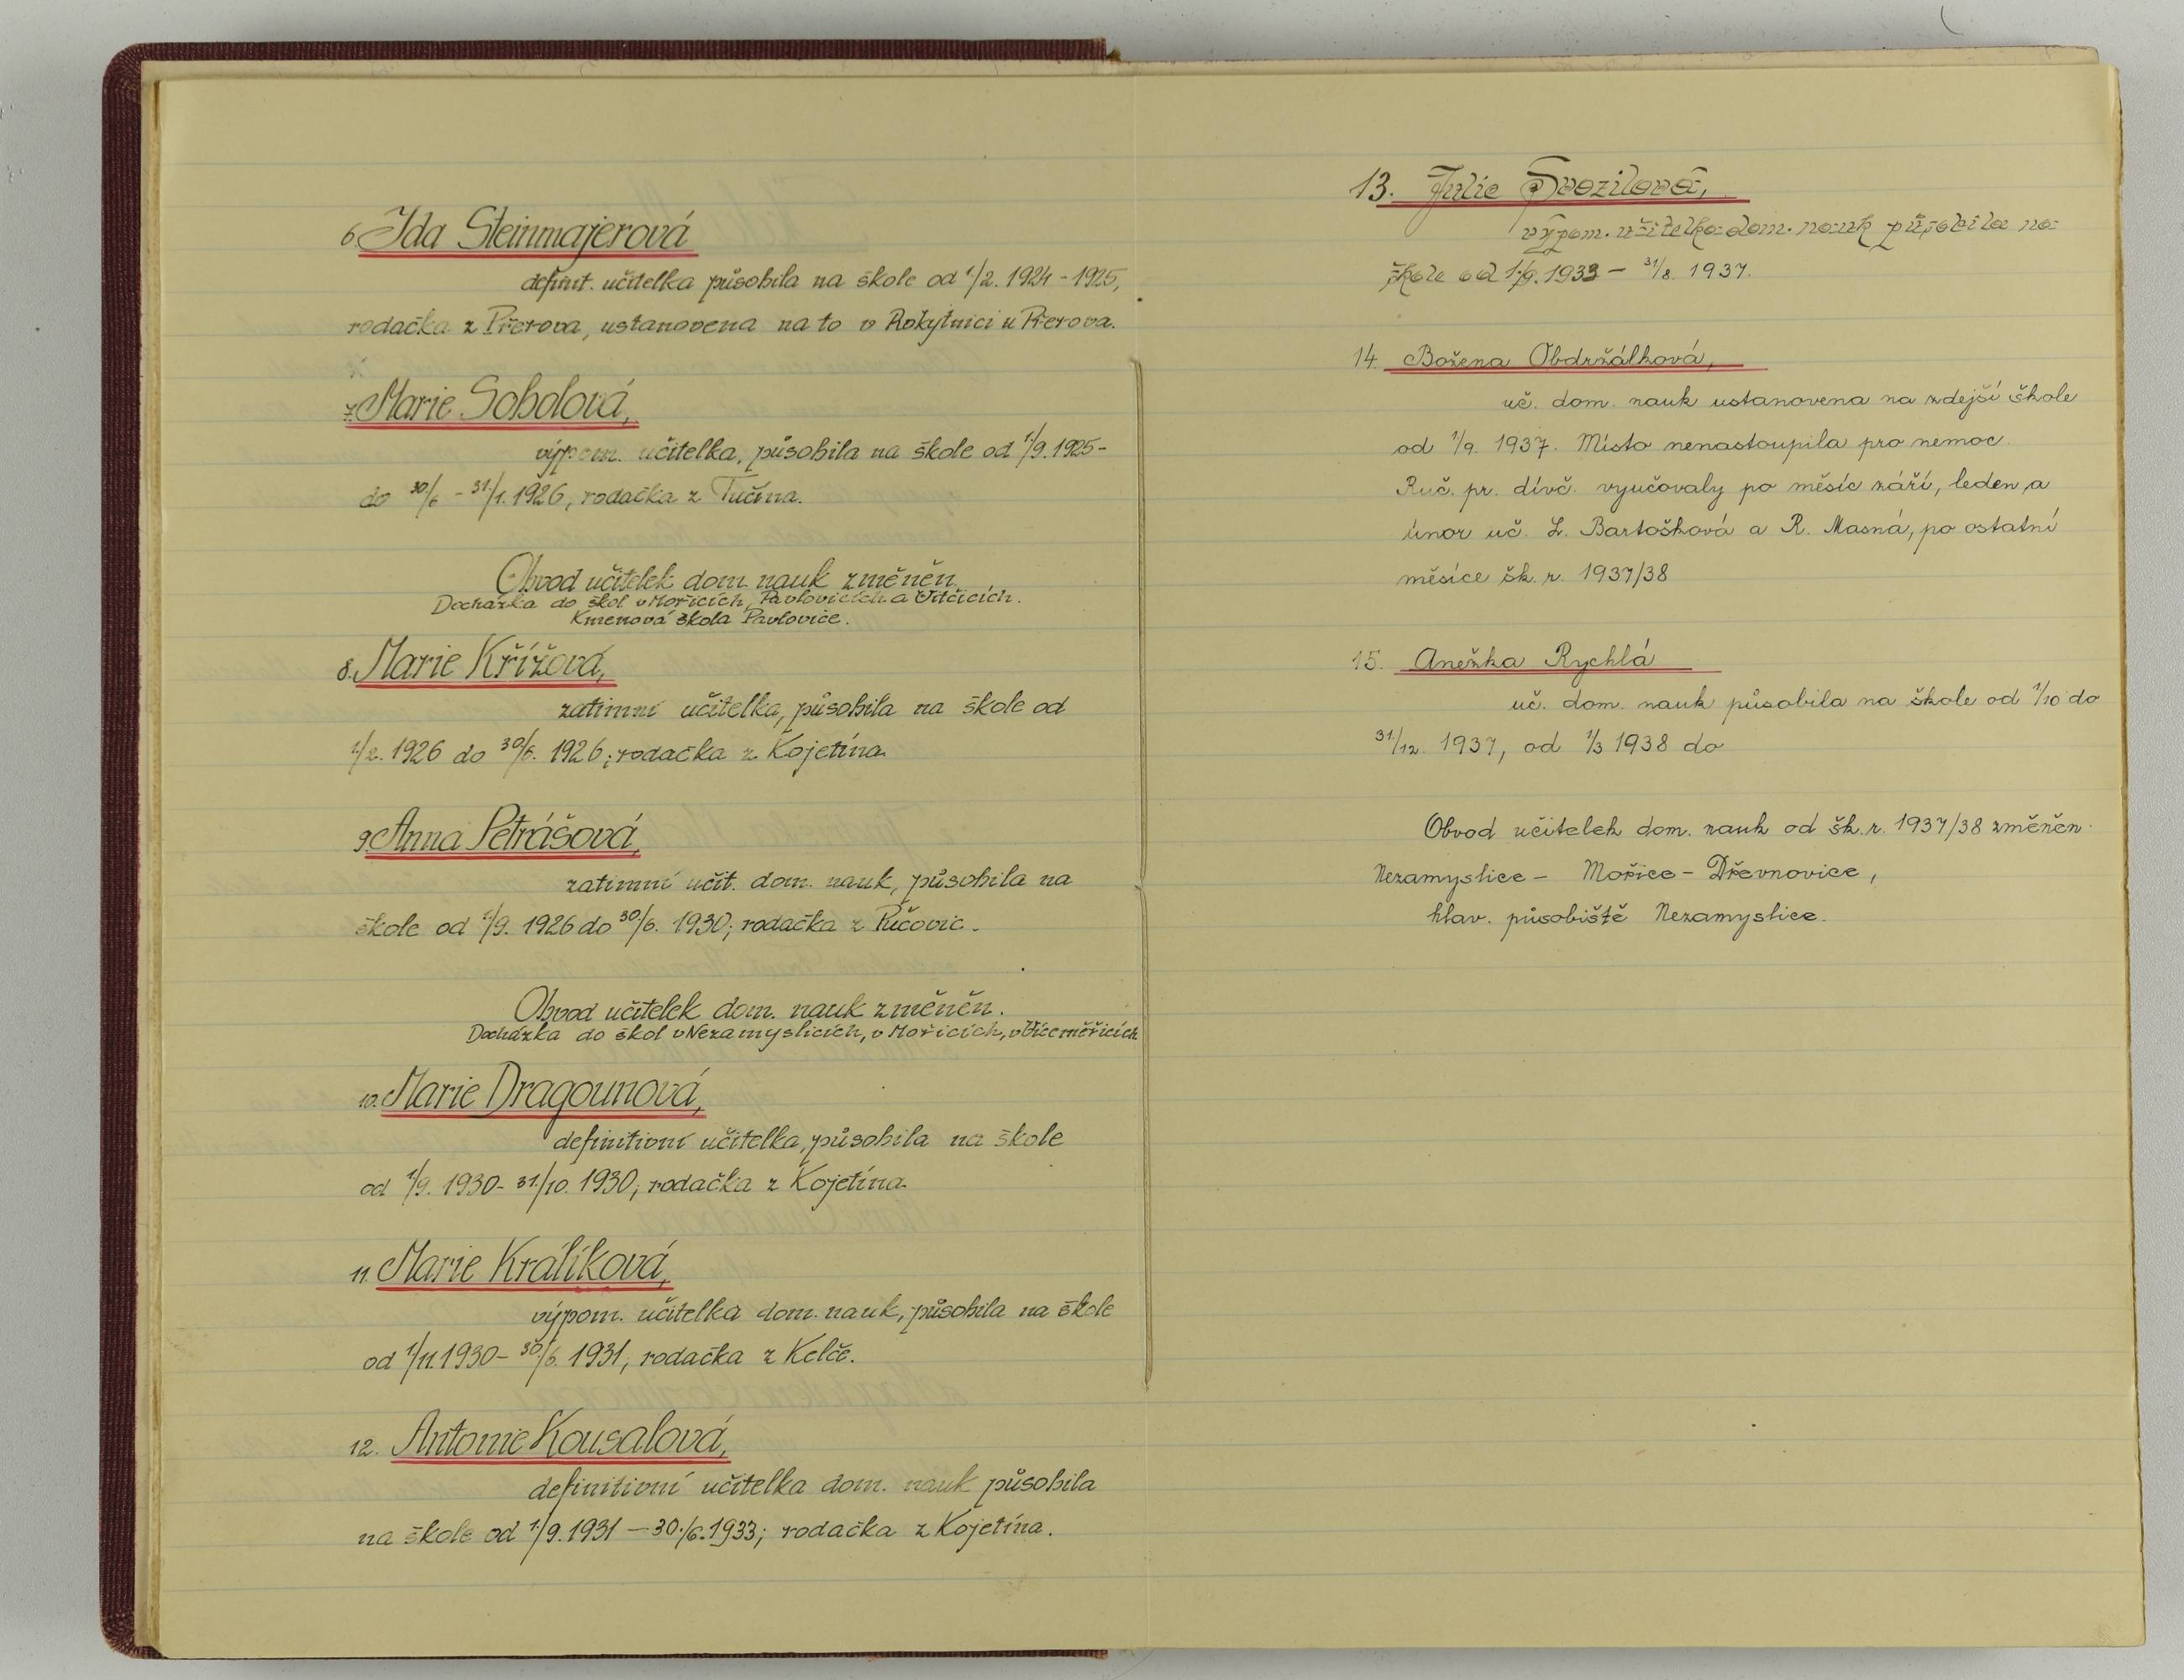 6. Ida Steinmajerová
definit. učitelka působila na škole od 1/2. 1924 - 1925,
rodačka z Přerova, ustanovena na to v Rokytnici u Přerova.
7. Marie Sobolová,
výpom. učitelka, působila na škole od 1/9. 1925 -
do 30/6 - 31./1. 1926, rodačka z Tučína.
Obvod učitelek dom. nauk změněn.
Docházka do škol v Mořicích, Pavlovicích a Vitčicích.
Kmenová škola Pavlovice.
8. Marie Křížová,
zatimní učitelka, působila na škole od
1/2. 1926 do 30/6. 1926; rodačka z Kojetína.
9. Anna Petrášová,
zatimní učit. dom. nauk, působila na
škole od 1/9. 1926 do 30./6. 1930; rodačka z Říčovic.
Obvod učitelek dom. nauk změněn.
Docházka do škol v Nezamyslicích, v Mořicích, v Víceměřicích
10. Marie Dragounová,
definitivní učitelka, působila na škole
od 1/9. 1930 - 31./10. 1930; rodačka z Kojetína.
11. Marie Králíková,
výpom. učitelka dom. nauk, působila na škole
od 1/11. 1930 - 30/6. 1931, rodačka z Kelče.
12. Antonie Kousalová,
definitivní učitelka dom. nauk působila
na škole od 1./9. 1931 - 30./6. 1933; rodačka z Kojetína.
13. Julie Svozilová,
výpom. učitelka dom. nauk působila na
škole od 1./9. 1933 - 31/8. 1937.
14. Božena Obdržálková,
uč. dom. nauk ustanovena na zdejší škole
od 1/9. 1937. Místo nenastoupila pro nemoc.
Ruč. pr. dívč. vyučovaly po měsíc září, leden, a
únor uč. L. Bartošková a R. Masná, po ostatní
měsíce šk. r. 1937/38
15. Anežka Rychlá
uč. dom. nauk působila na škole od 1/10 do
31./12. 1937, od 1/3 1938 do
Obvod učitelek dom. nauk od šk. r. 1937/38 změněn.
Nezamyslice - Mořice - Dřevnovice,
hlav. působiště Nezamyslice.